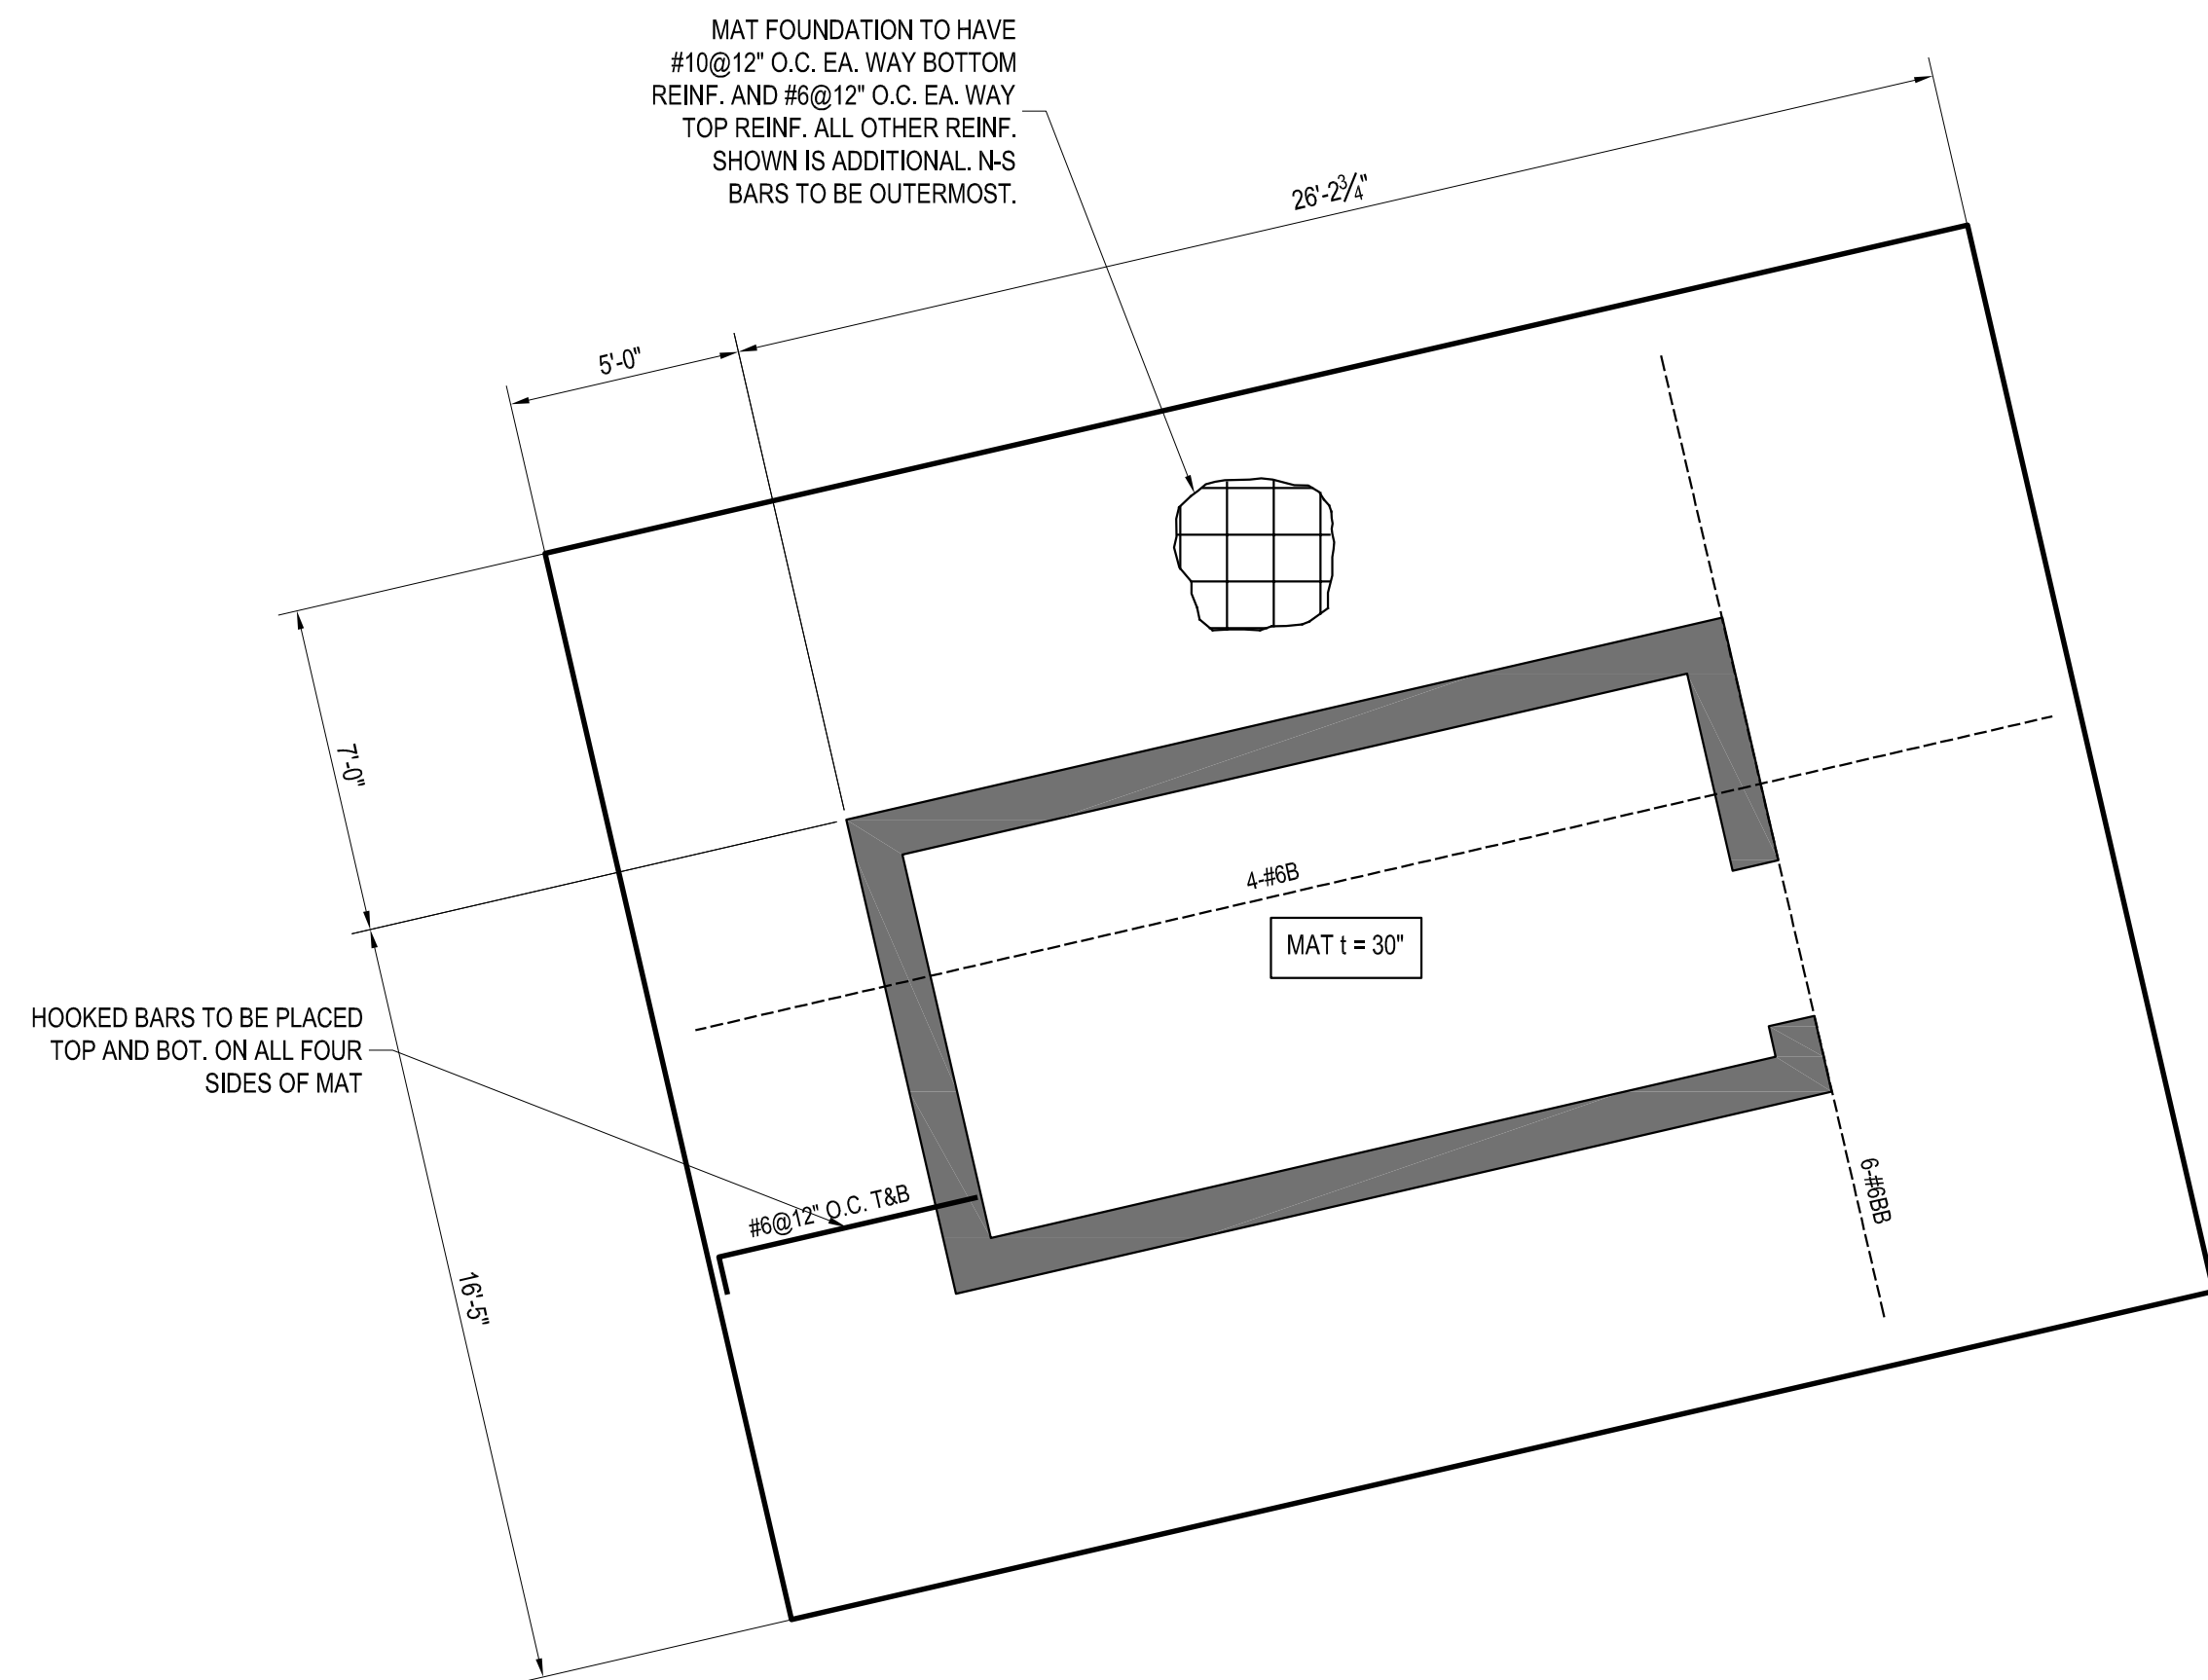 MAT FOUNDATION TO HAVE
#10@12" O.C. EA. WAY BOTTOM
REINF. AND #6@12" O.C. EA. WAY
TOP REINF. ALL OTHER REINF.
SHOWN IS ADDITIONAL. N-S
BARS TO BE OUTERMOST.
26'-2¾"
5'-0"
7'-0"
4-#6B
MAT t = 30"
HOOKED BARS TO BE PLACED
TOP AND BOT. ON ALL FOUR
SIDES OF MAT
#6@12" O.C. T&B
6-#6BB
16'-5"